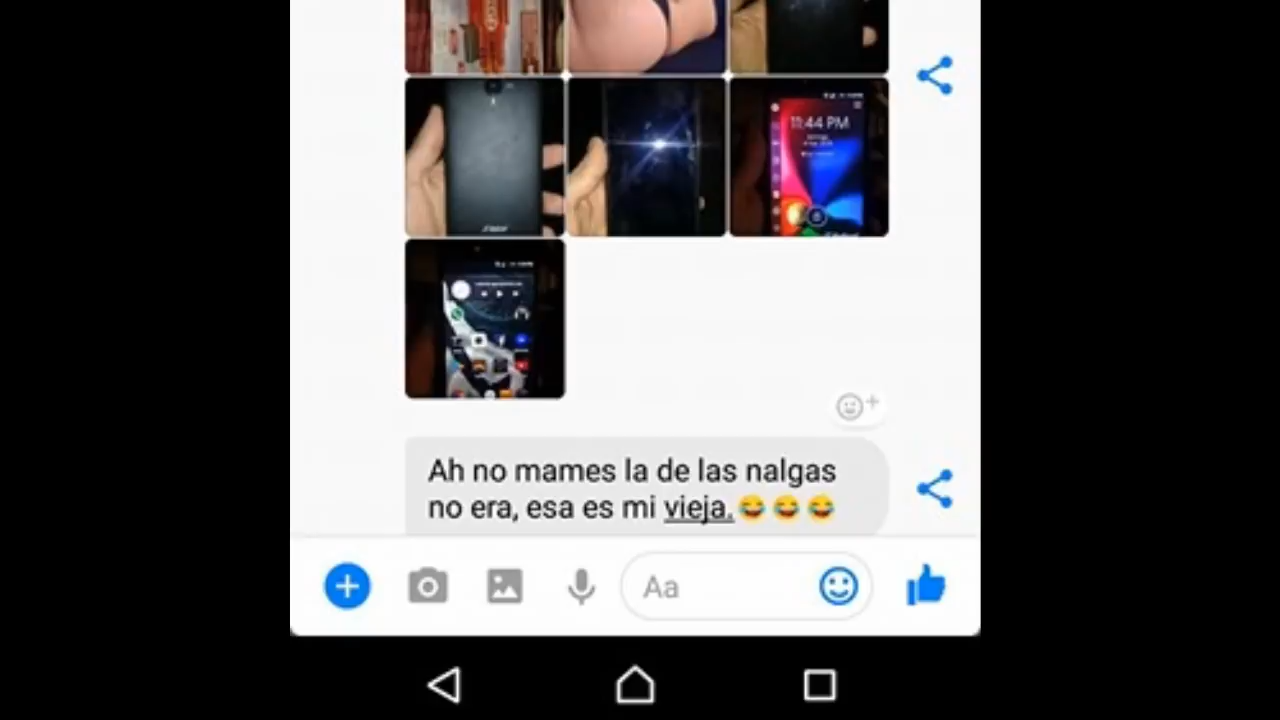 11:44 PM
Ah no mames la de las nalgas
no era, esa es mi vieja.😂😂😂
Aa